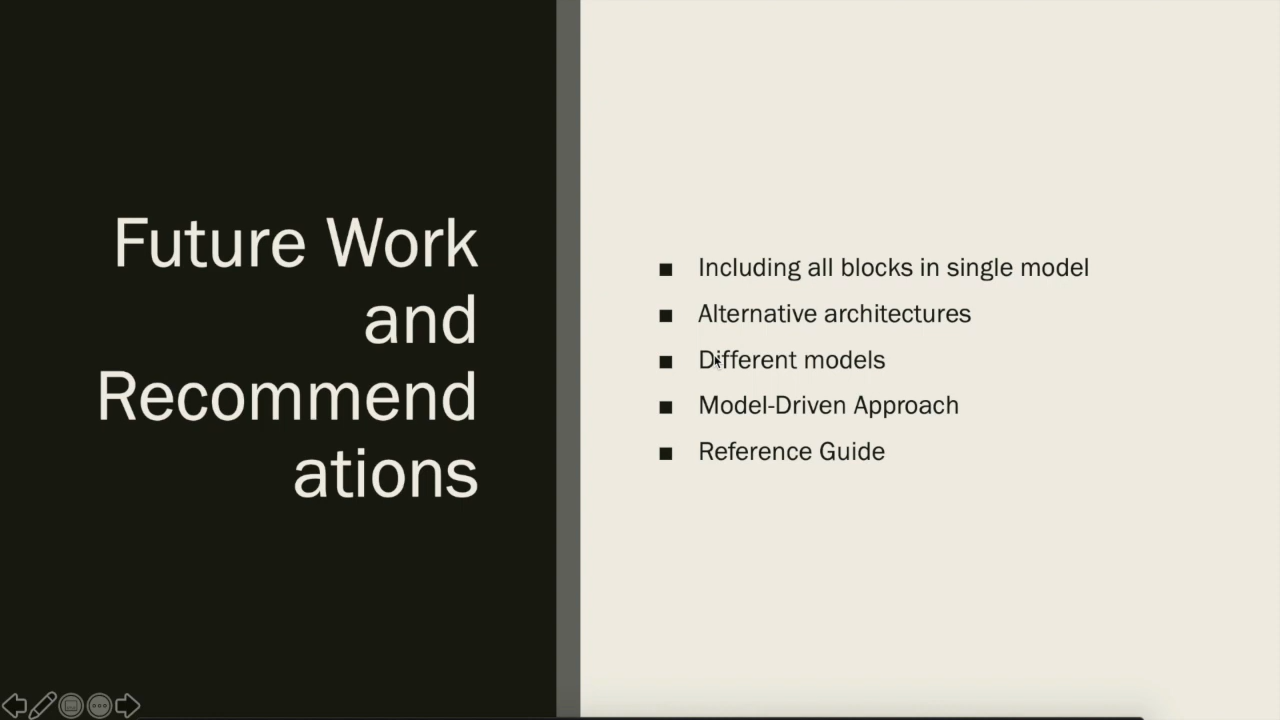 Future Work
and
Recommend
ations
■ Including all blocks in single model
■ Alternative architectures
■ Different models
■ Model-Driven Approach
■ Reference Guide